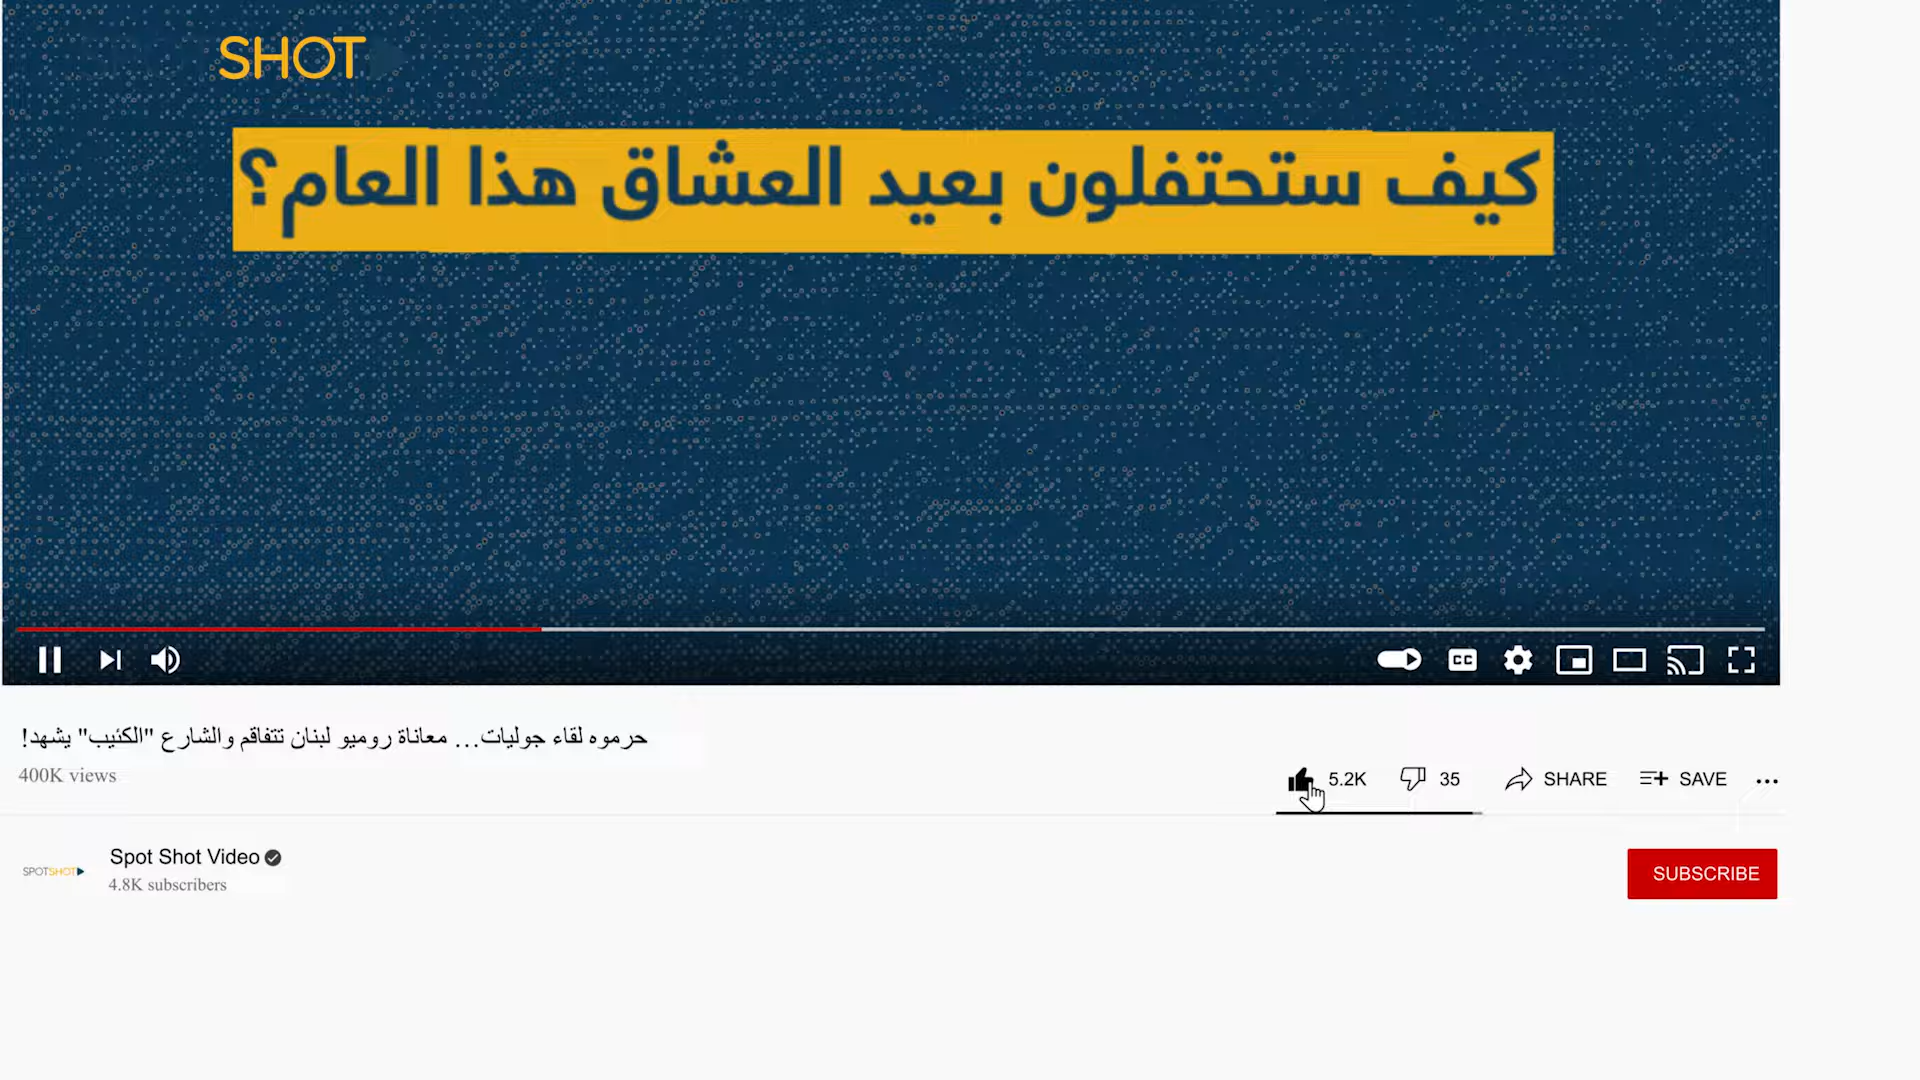 SHOT
كيف ستحتفلون بعيد العشاق هذا العام؟
CC
حرموه لقاء جوليات... معاناة روميو لبنان تتفاقم والشارع "الكئيب" يشهد!
400K views
5.2K 35 SHARE SAVE
SPOTSHOT
Spot Shot Video
4.8K subscribers
SUBSCRIBE